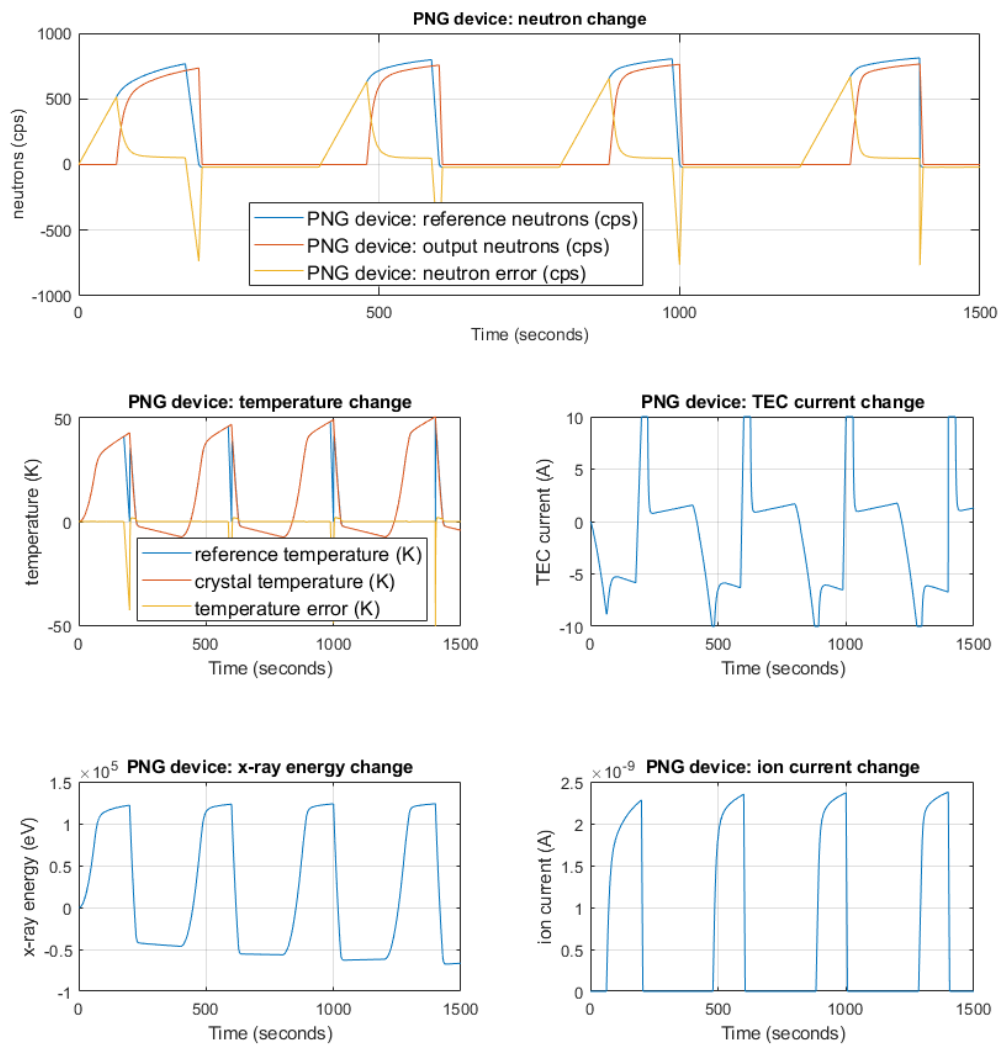 PNG device: neutron change
1000
500
0
-500
-1000
neutrons (cps)
PNG device: reference neutrons (cps)
PNG device: output neutrons (cps)
PNG device: neutron error (cps)
0
500
1000
1500
Time (seconds)
PNG device: temperature change
50
0
-50
temperature (K)
reference temperature (K)
crystal temperature (K)
temperature error (K)
0
500
1000
1500
Time (seconds)
PNG device: TEC current change
10
5
0
-5
-10
TEC current (A)
0
500
1000
1500
Time (seconds)
PNG device: x-ray energy change
×10^5
1.5
1
0.5
0
-0.5
-1
x-ray energy (eV)
0
500
1000
1500
Time (seconds)
PNG device: ion current change
×10^-9
2.5
2
1.5
1
0.5
0
ion current (A)
0
500
1000
1500
Time (seconds)